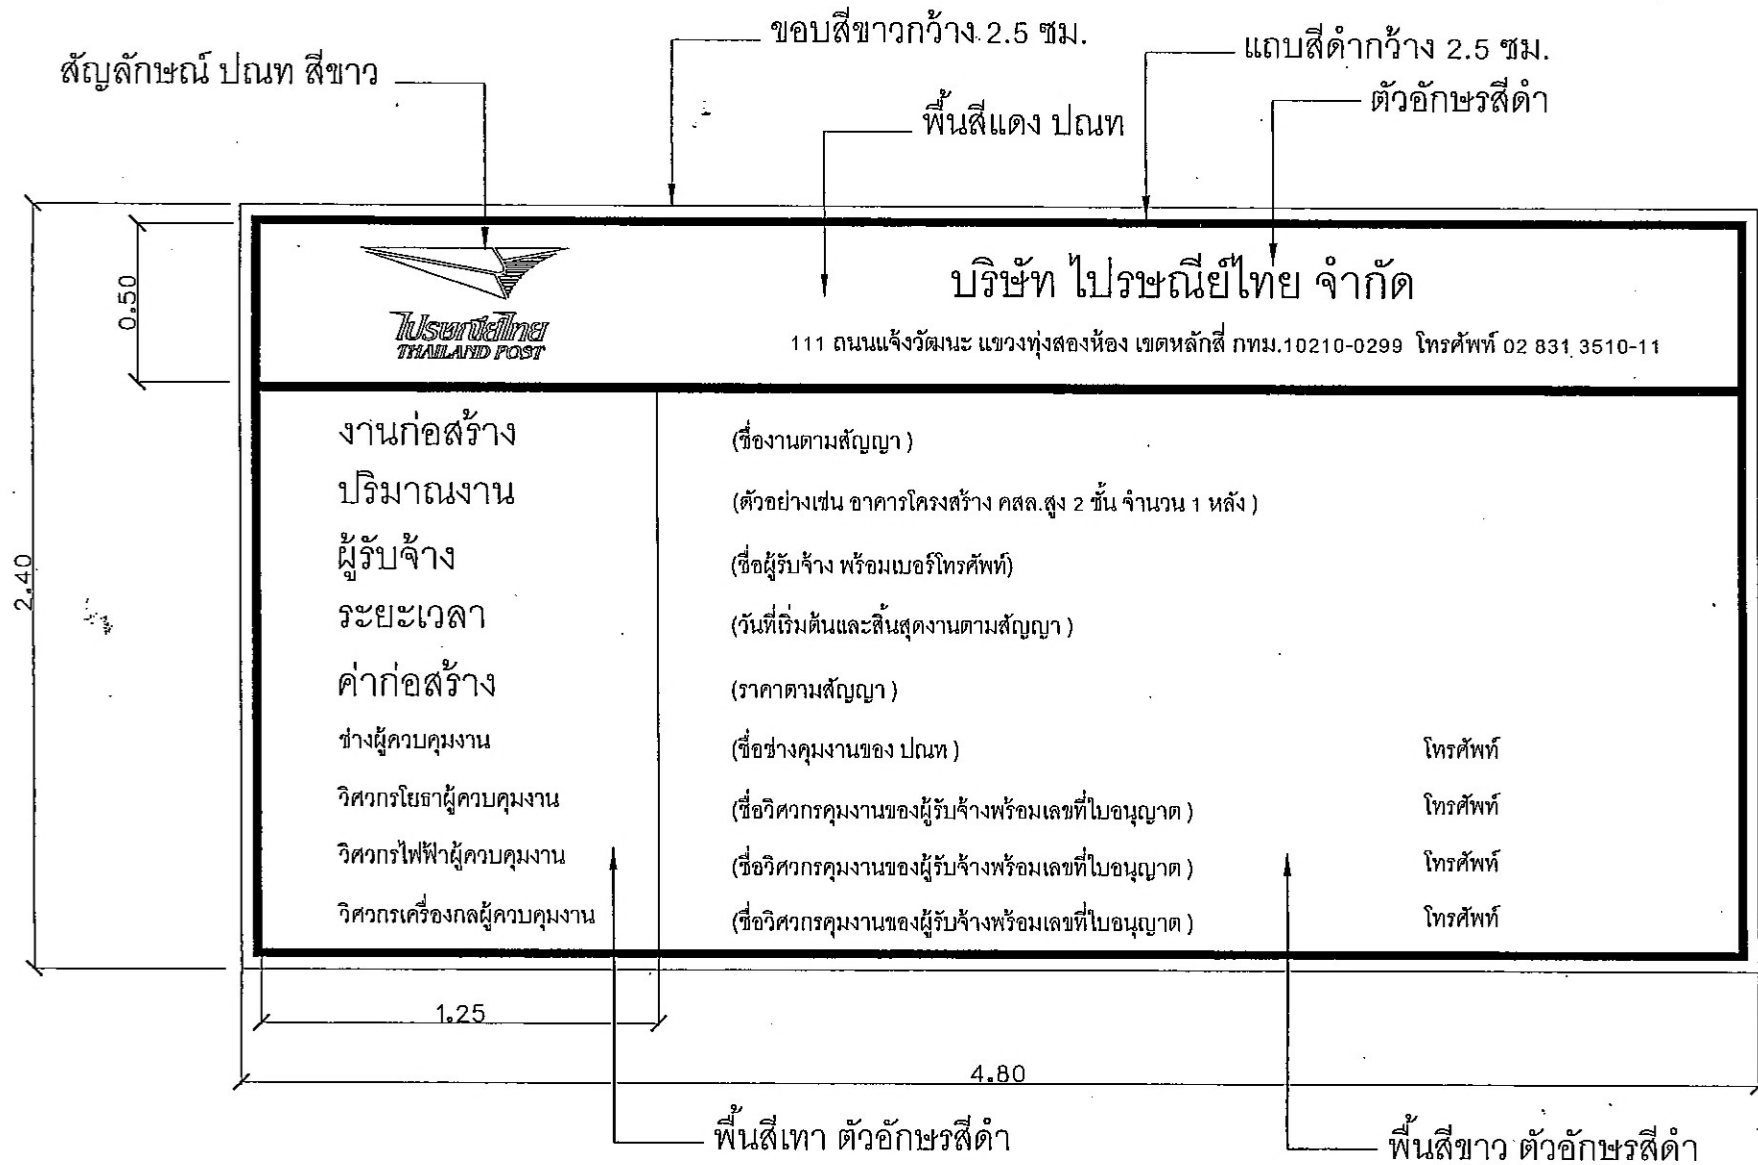 ขอบสีขาวกว้าง 2.5 ซม.
แถบสีดำกว้าง 2.5 ซม.
สัญลักษณ์ ปณท สีขาว
ตัวอักษรสีดำ
พื้นสีแดง ปณท
0.50
2.40
ไปรษณีย์ไทย
THAILAND POST
บริษัท ไปรษณีย์ไทย จำกัด
111 ถนนแจ้งวัฒนะ แขวงทุ่งสองห้อง เขตหลักสี่ กทม.10210-0299 โทรศัพท์ 02 831 3510-11
งานก่อสร้าง (ชื่องานตามสัญญา)
ปริมาณงาน (ตัวอย่างเช่น อาคารโครงสร้าง คสล.สูง 2 ชั้น จำนวน 1 หลัง)
ผู้รับจ้าง (ชื่อผู้รับจ้าง พร้อมเบอร์โทรศัพท์)
ระยะเวลา (วันที่เริ่มต้นและสิ้นสุดงานตามสัญญา)
ค่าก่อสร้าง (ราคาตามสัญญา)
ช่างผู้ควบคุมงาน (ชื่อช่างคุมงานของ ปณท) โทรศัพท์
วิศวกรโยธาผู้ควบคุมงาน (ชื่อวิศวกรคุมงานของผู้รับจ้างพร้อมเลขที่ใบอนุญาต) โทรศัพท์
วิศวกรไฟฟ้าผู้ควบคุมงาน (ชื่อวิศวกรคุมงานของผู้รับจ้างพร้อมเลขที่ใบอนุญาต) โทรศัพท์
วิศวกรเครื่องกลผู้ควบคุมงาน (ชื่อวิศวกรคุมงานของผู้รับจ้างพร้อมเลขที่ใบอนุญาต) โทรศัพท์
1.25
4.80
พื้นสีเทา ตัวอักษรสีดำ
พื้นสีขาว ตัวอักษรสีดำ